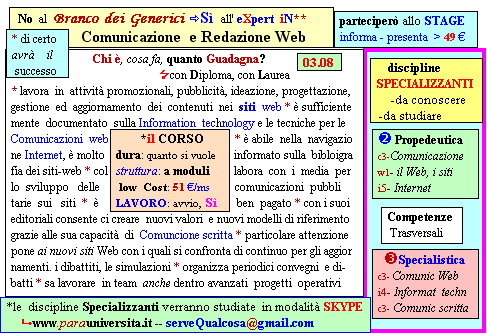 No al Branco dei Generici ➪Sì all' eXpert iN**
Comunicazione e Redazione Web
parteciperò allo STAGE
informa - presenta > 49 €
* di certo
avrà il
successo
Chi è, cosa fa, quanto Guadagna?
con Diploma, con Laurea
03.08
* lavora in attività promozionali, pubblicità, ideazione, progettazione,
gestione ed aggiornamento dei contenuti nei siti web * è sufficiente
mente documentato sulla Information technology e le tecniche per le
Comunicazioni web
ne Internet, è molto
fia dei siti-web * col
lo sviluppo delle
tarie sui siti * è
*il CORSO
dura: quanto si vuole
struttura: a moduli
low Cost: 51 €/ms
LAVORO: avvio, Sì
* è abile nella navigazio
informato sulla biblioigra
labora con i media per
comunicazioni pubbli
ben pagato * con i suoi
editoriali consente ci creare nuovi valori e nuovi modelli di riferimento
grazie alle sua capacità di Comuncione scritta * particolare attenzione
pone ai nuovi siti Web con i quali si confronta di continuo per gli aggior
namenti. i dibattiti, le simulazioni * organizza periodici convegni e di-
batti * sa lavorare in team anche dentro avanzati progetti operativi
discipline
SPECIALIZZANTI
-da conoscere
-da studiare
❷ Propedeutica
c3-Comunicazione
w1- il Web, i siti
i5- Internet
Competenze
Trasversali
❸Specialistica
c3- Comunic Web
i4- Informat techn
c3- Comunic scritta
*le discipline Specializzanti verranno studiate in modalità SKYPE
↪www.parauniversita.it -- serveQualcosa@gmail.com